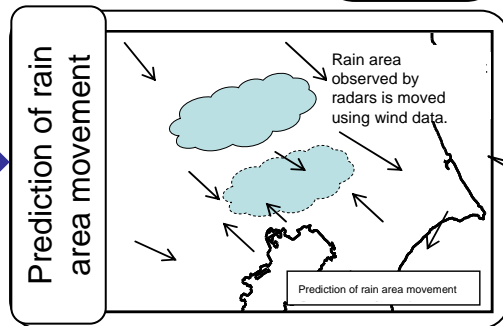 Prediction of rain
area movement
Rain area
observed by
radars is moved
using wind data.
Prediction of rain area movement